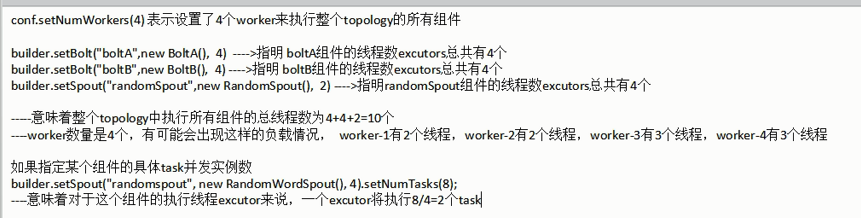 conf.setNumWorkers(4) 表示设置了4个worker来执行整个topology的所有组件
builder.setBolt("boltA",new BoltA(), 4) ---->指明 boltA组件的线程数excutors总共有4个
builder.setBolt("boltB",new BoltB(), 4) ---->指明 boltB组件的线程数excutors总共有4个
builder.setSpout("randomSpout",new RandomSpout(), 2) ---->指明randomSpout组件的线程数excutors总共有4个
-----意味着整个topology中执行所有组件的总线程数为4+4+2=10个
----worker数量是4个，有可能会出现这样的负载情况， worker-1有2个线程，worker-2有2个线程，worker-3有3个线程，worker-4有3个线程
如果指定某个组件的具体task并发实例数
builder.setSpout("randomspout", new RandomWordSpout(), 4).setNumTasks(8);
----意味着对于这个组件的执行线程excutor来说，一个excutor将执行8/4=2个task